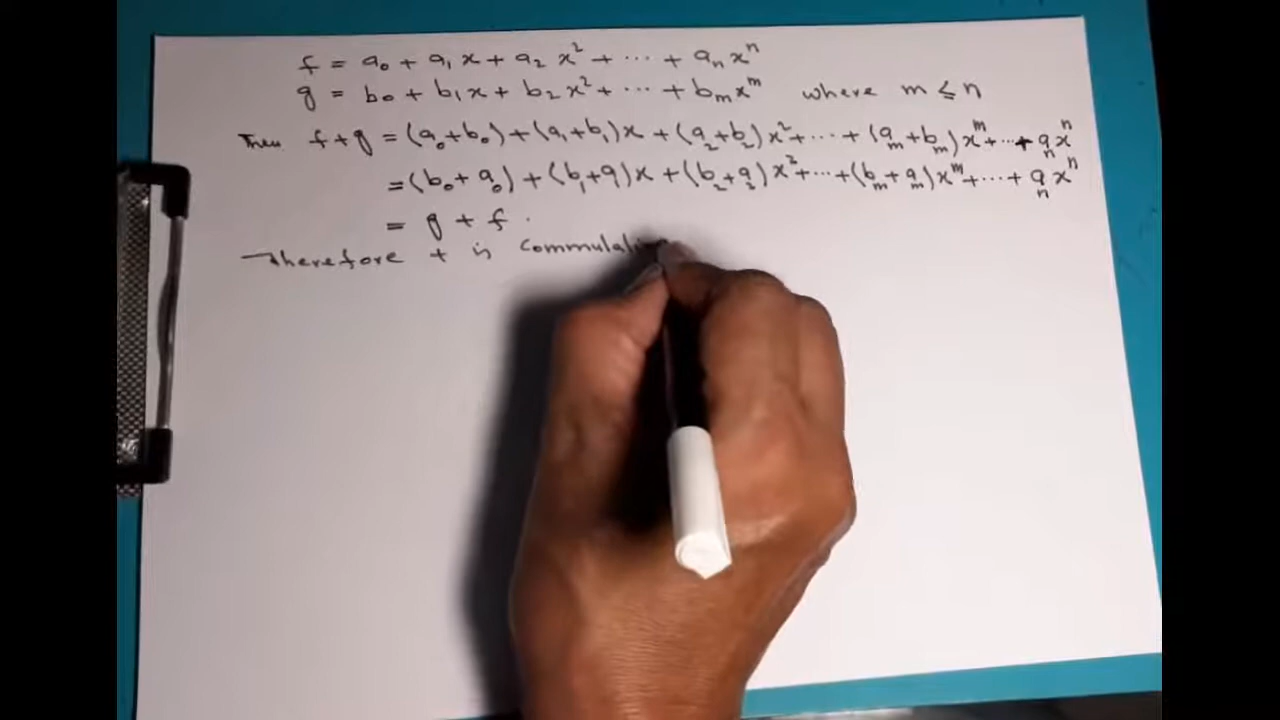 f = a₀ + a₁x + a₂x² + ⋯ + aₙxⁿ
g = b₀ + b₁x + b₂x² + ⋯ + bₘxᵐ where m ≤ n
Then f+g = (a₀+b₀) + (a₁+b₁)x + (a₂+b₂)x² + ⋯ + (aₘ+bₘ)xᵐ + ⋯ + aₙxⁿ
= (b₀+a₀) + (b₁+a₁)x + (b₂+a₂)x² + ⋯ + (bₘ+aₘ)xᵐ + ⋯ + aₙxⁿ
= g + f.
Therefore + is